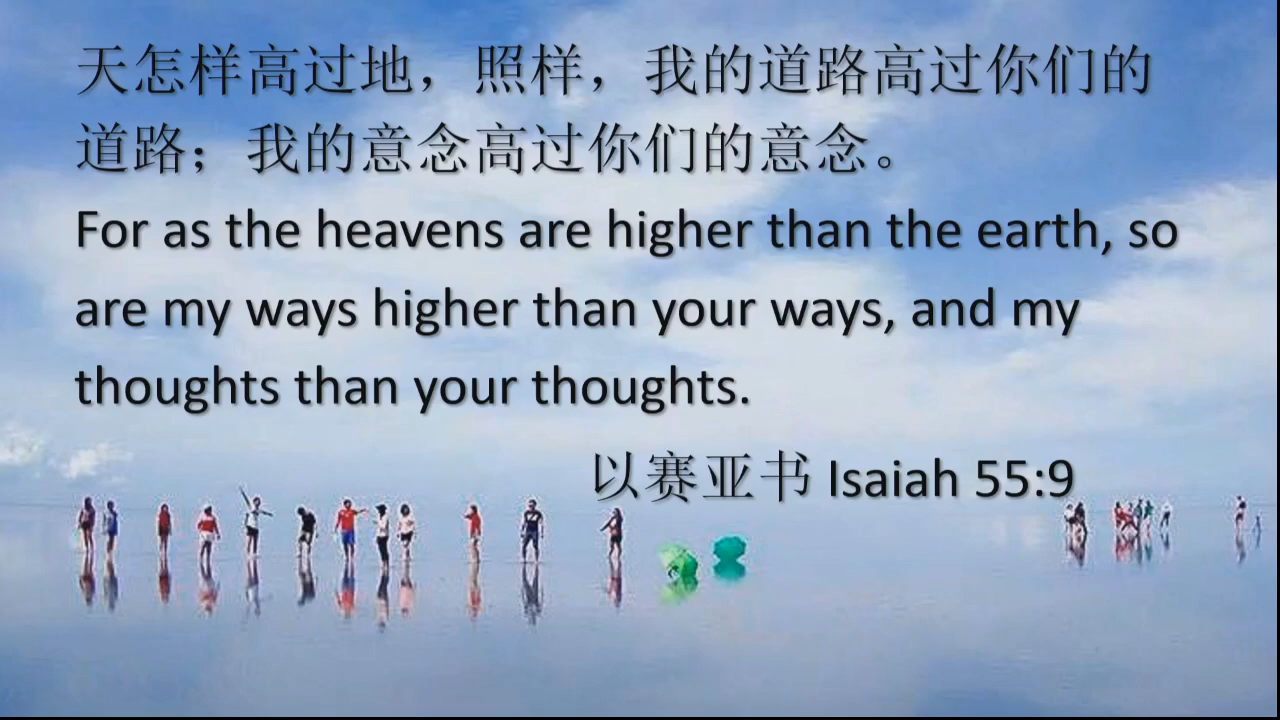 天怎样高过地，照样，我的道路高过你们的
道路；我的意念高过你们的意念。
For as the heavens are higher than the earth, so
are my ways higher than your ways, and my
thoughts than your thoughts.
以赛亚书 Isaiah 55:9